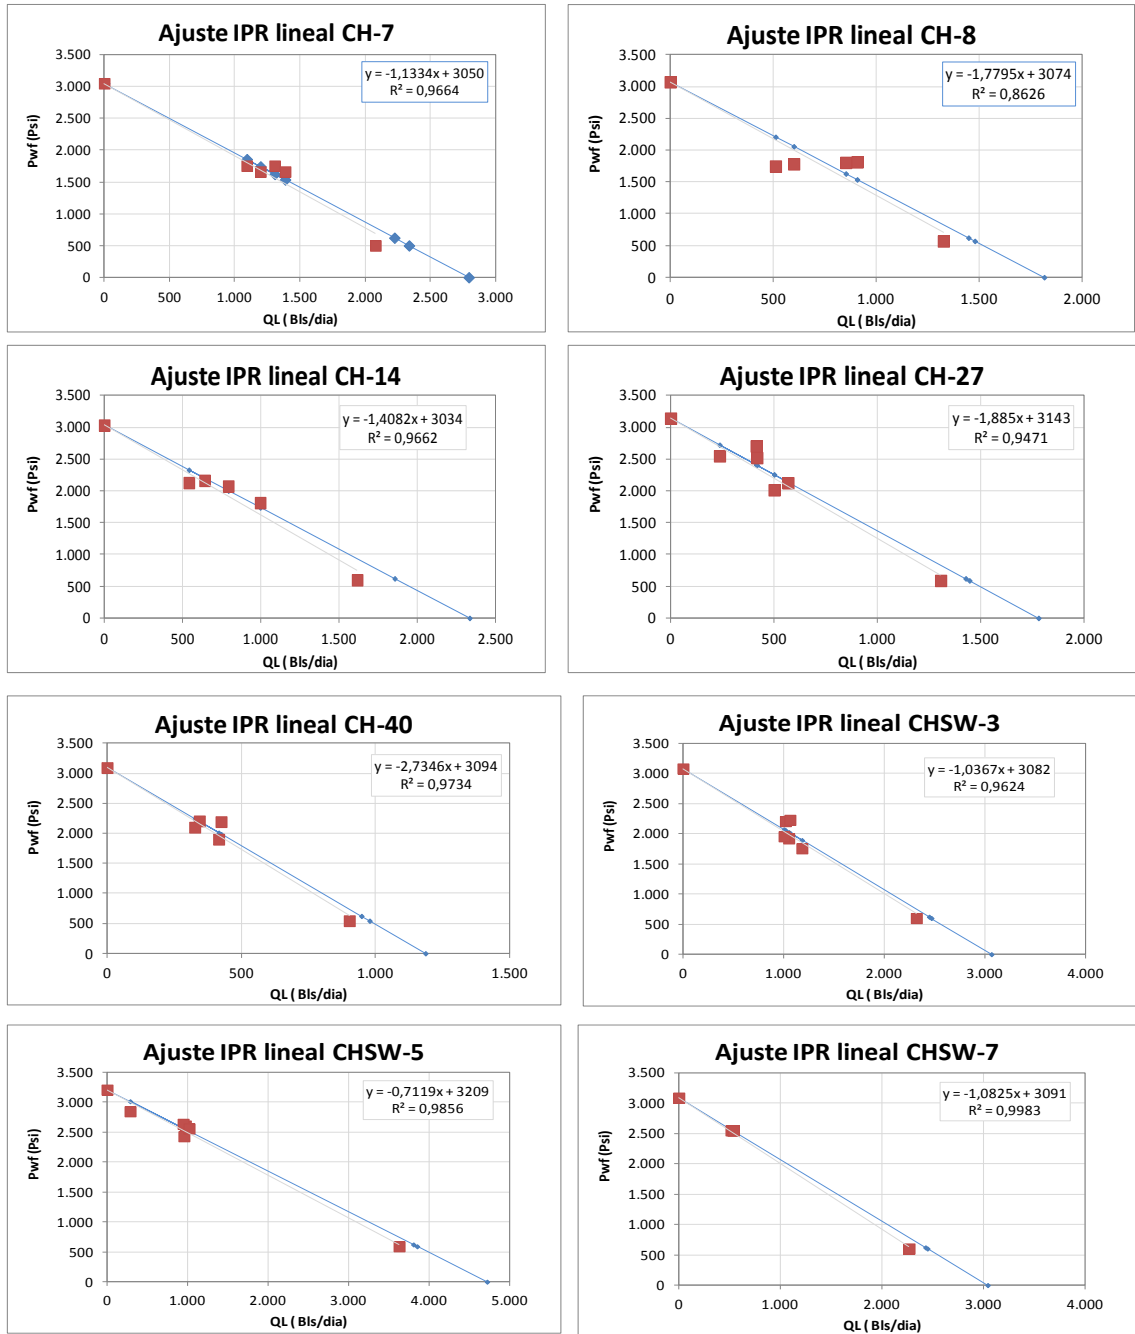 Ajuste IPR lineal CH-7
3.500
3.000
2.500
2.000
1.500
1.000
500
0
Pwf (Psi)
y = -1,1334x + 3050
R² = 0,9664
0 500 1.000 1.500 2.000 2.500 3.000
QL ( Bls/dia)
Ajuste IPR lineal CH-8
3.500
3.000
2.500
2.000
1.500
1.000
500
0
Pwf (Psi)
y = -1,7795x + 3074
R² = 0,8626
0 500 1.000 1.500 2.000
QL ( Bls/dia)
Ajuste IPR lineal CH-14
3.500
3.000
2.500
2.000
1.500
1.000
500
0
Pwf (Psi)
y = -1,4082x + 3034
R² = 0,9662
0 500 1.000 1.500 2.000 2.500
QL ( Bls/dia)
Ajuste IPR lineal CH-27
3.500
3.000
2.500
2.000
1.500
1.000
500
0
Pwf (Psi)
y = -1,885x + 3143
R² = 0,9471
0 500 1.000 1.500 2.000
QL ( Bls/dia)
Ajuste IPR lineal CH-40
3.500
3.000
2.500
2.000
1.500
1.000
500
0
Pwf (Psi)
y = -2,7346x + 3094
R² = 0,9734
0 500 1.000 1.500
QL ( Bls/dia)
Ajuste IPR lineal CHSW-3
3.500
3.000
2.500
2.000
1.500
1.000
500
0
Pwf (Psi)
y = -1,0367x + 3082
R² = 0,9624
0 1.000 2.000 3.000 4.000
QL ( Bls/dia)
Ajuste IPR lineal CHSW-5
3.500
3.000
2.500
2.000
1.500
1.000
500
0
Pwf (Psi)
y = -0,7119x + 3209
R² = 0,9856
0 1.000 2.000 3.000 4.000 5.000
QL ( Bls/dia)
Ajuste IPR lineal CHSW-7
3.500
3.000
2.500
2.000
1.500
1.000
500
0
Pwf (Psi)
y = -1,0825x + 3091
R² = 0,9983
0 1.000 2.000 3.000 4.000
QL ( Bls/dia)